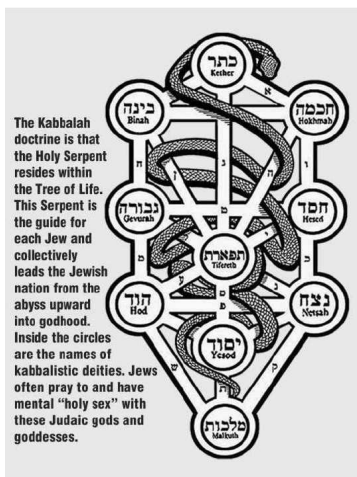 The Kabbalah
doctrine is that
the Holy Serpent
resides within
the Tree of Life.
This Serpent is
the guide for
each Jew and
collectively
leads the Jewish
nation from the
abyss upward
into godhood.
Inside the circles
are the names of
kabbalistic deities. Jews
often pray to and have
mental “holy sex” with
these Judaic gods and
goddesses.
כתר
Kether
בינה
Binah
חכמה
Hokhmah
גבורה
Gevurah
חסד
Hesed
תפארת
Tifereth
הוד
Hod
נצח
Netsah
יסוד
Yesod
מלכות
Malkuth